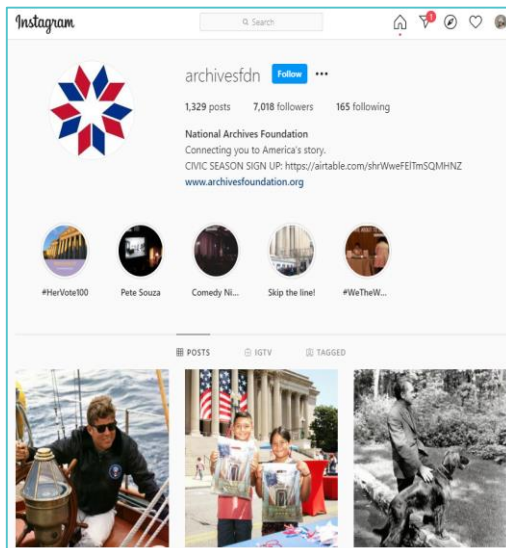 Instagram
Search
1
archivesfdn Follow •••
1,329 posts 7,018 followers 165 following
National Archives Foundation
Connecting you to America's story.
CIVIC SEASON SIGN UP: https://airtable.com/shrWweFElTmSQMHNZ
www.archivesfoundation.org
#HerVote100 Pete Souza Comedy Ni... Skip the line! #WeTheW...
POSTS IGTV TAGGED